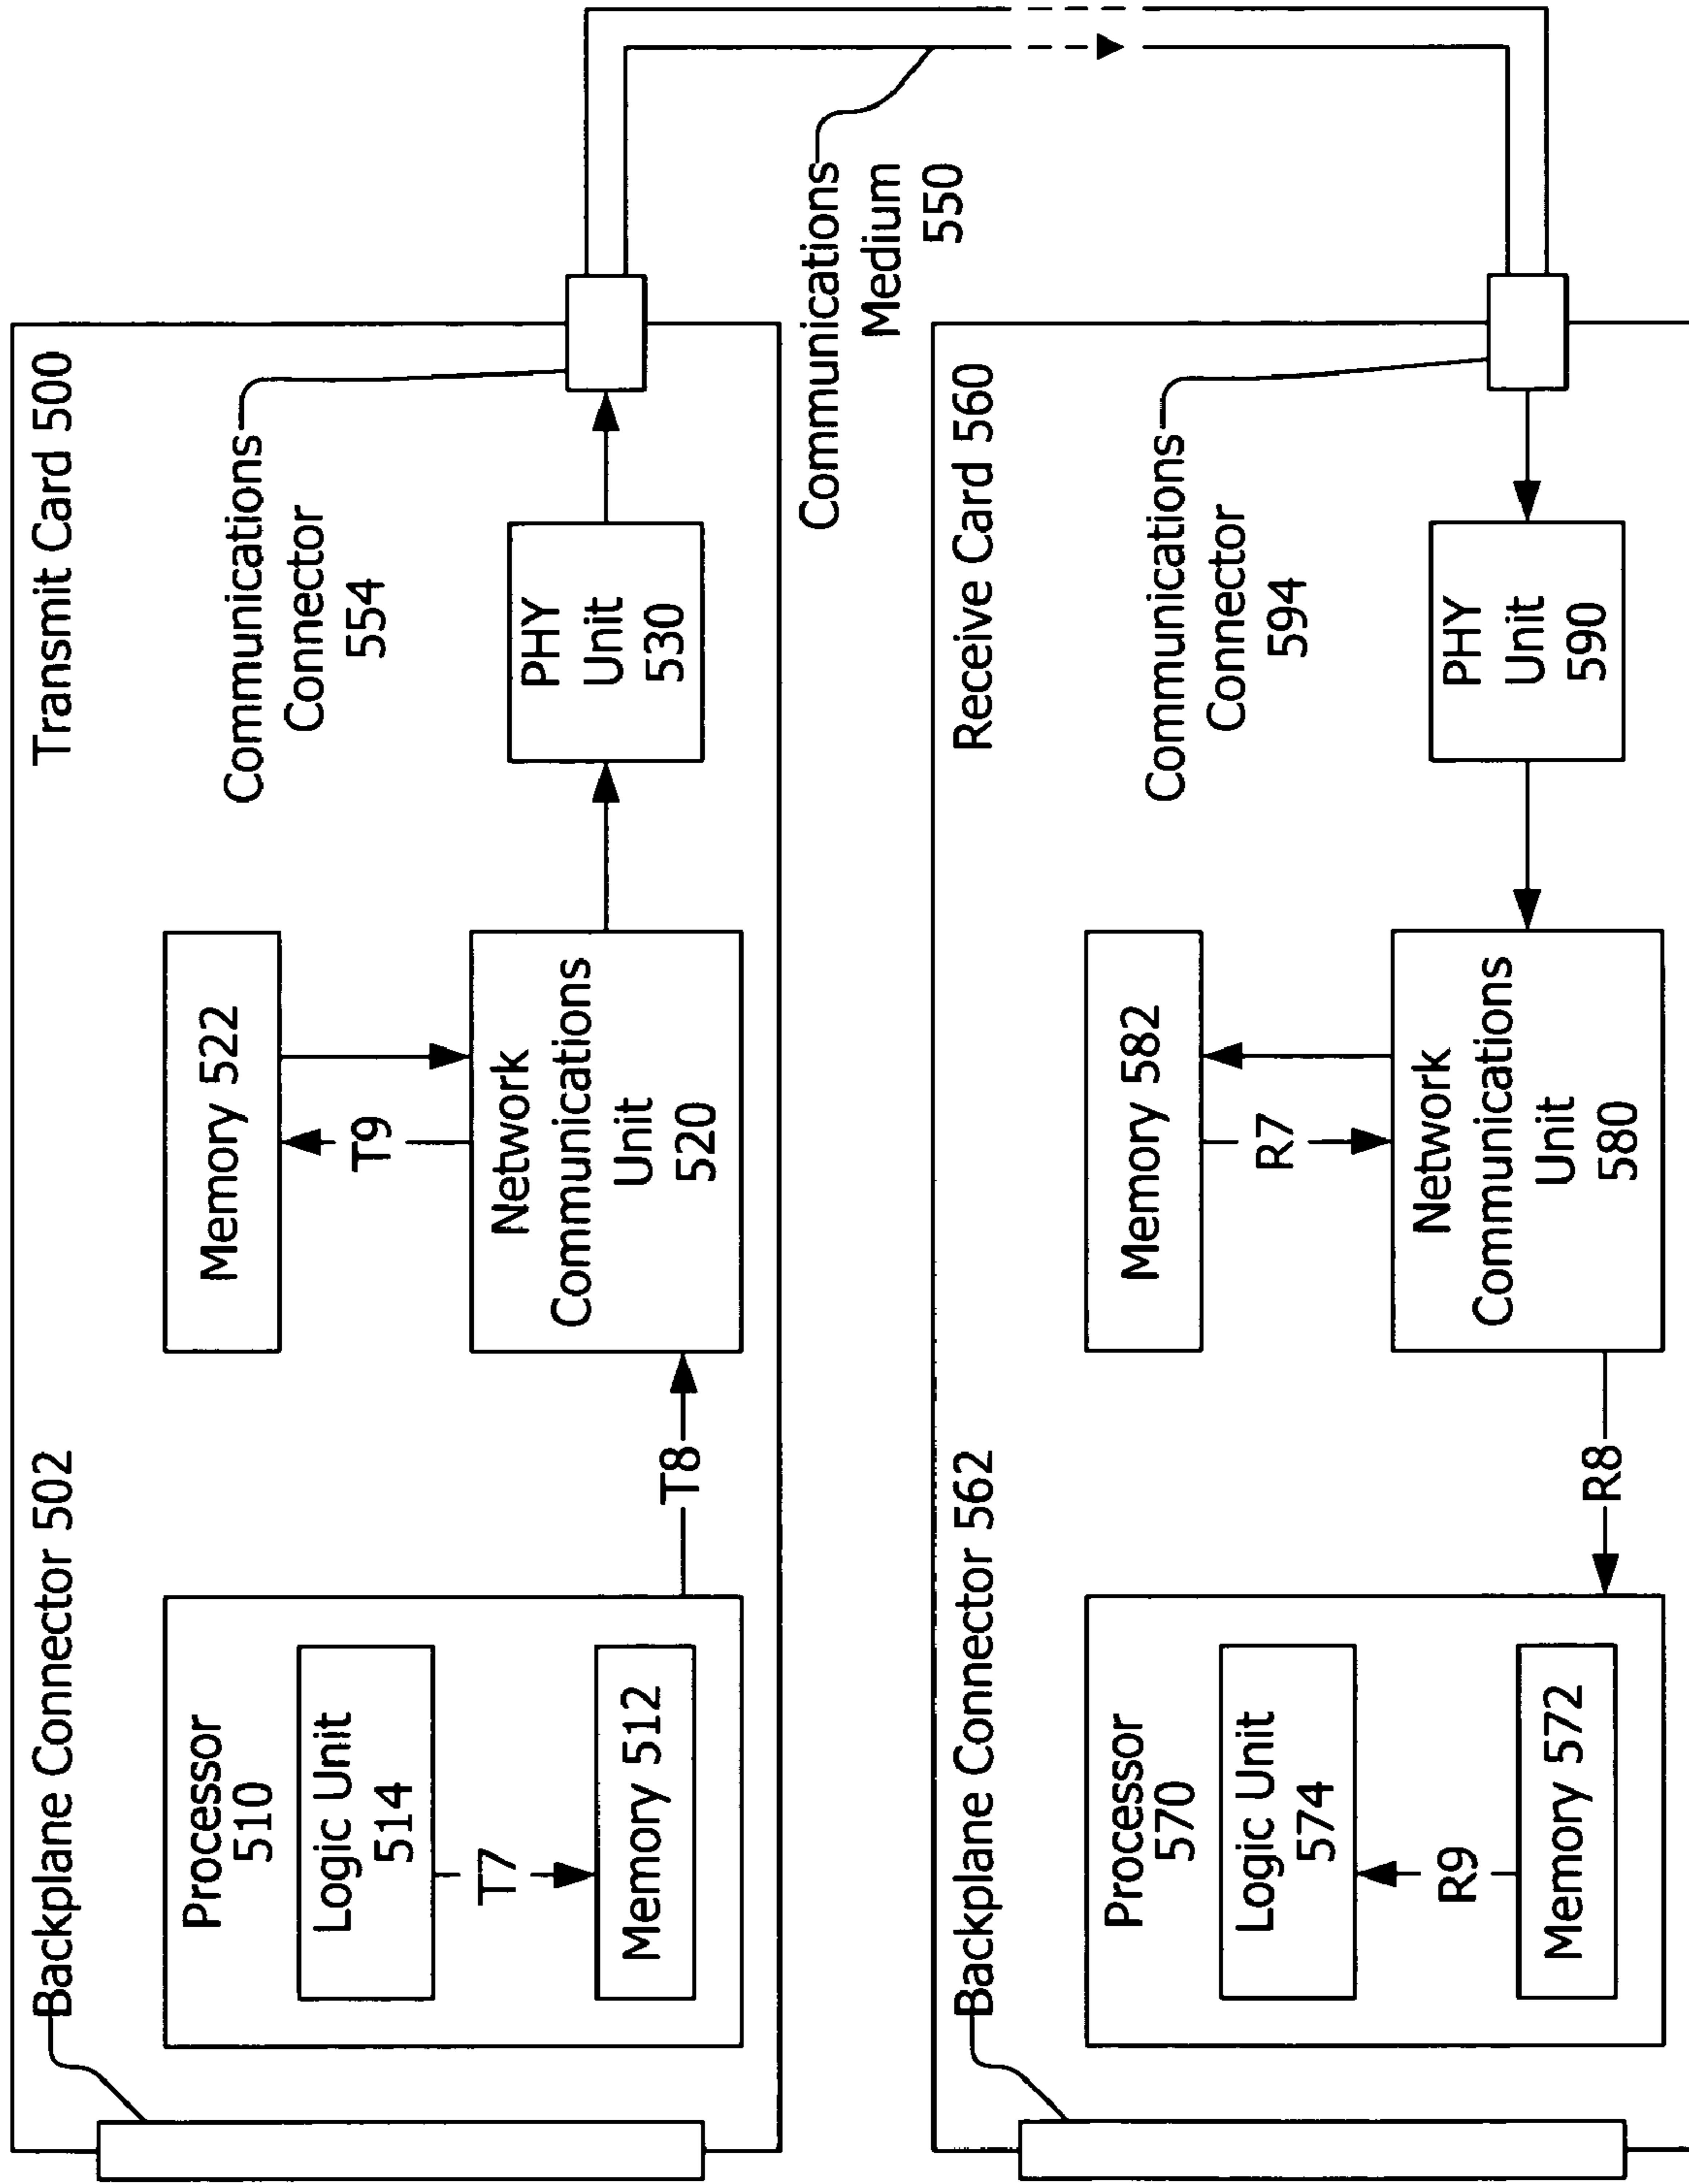 Transmit Card 500
Backplane Connector 502
Processor
510
Logic Unit
514
T7
Memory 512
T8
Memory 522
T9
Network
Communications
Unit
520
Communications
Connector
554
PHY
Unit
530
Communications
Medium
550
Receive Card 560
Backplane Connector 562
Processor
570
Logic Unit
574
R9
Memory 572
R8
Memory 582
R7
Network
Communications
Unit
580
Communications
Connector
594
PHY
Unit
590